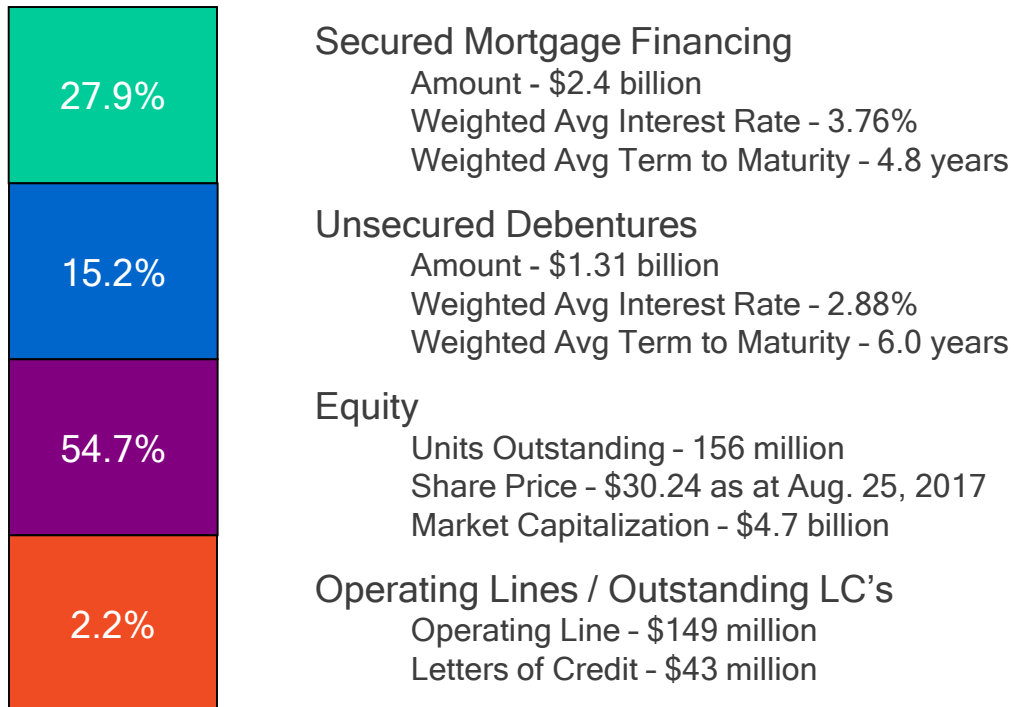 27.9%
Secured Mortgage Financing
Amount - $2.4 billion
Weighted Avg Interest Rate – 3.76%
Weighted Avg Term to Maturity – 4.8 years
15.2%
Unsecured Debentures
Amount - $1.31 billion
Weighted Avg Interest Rate – 2.88%
Weighted Avg Term to Maturity – 6.0 years
54.7%
Equity
Units Outstanding – 156 million
Share Price – $30.24 as at Aug. 25, 2017
Market Capitalization – $4.7 billion
2.2%
Operating Lines / Outstanding LC’s
Operating Line – $149 million
Letters of Credit – $43 million